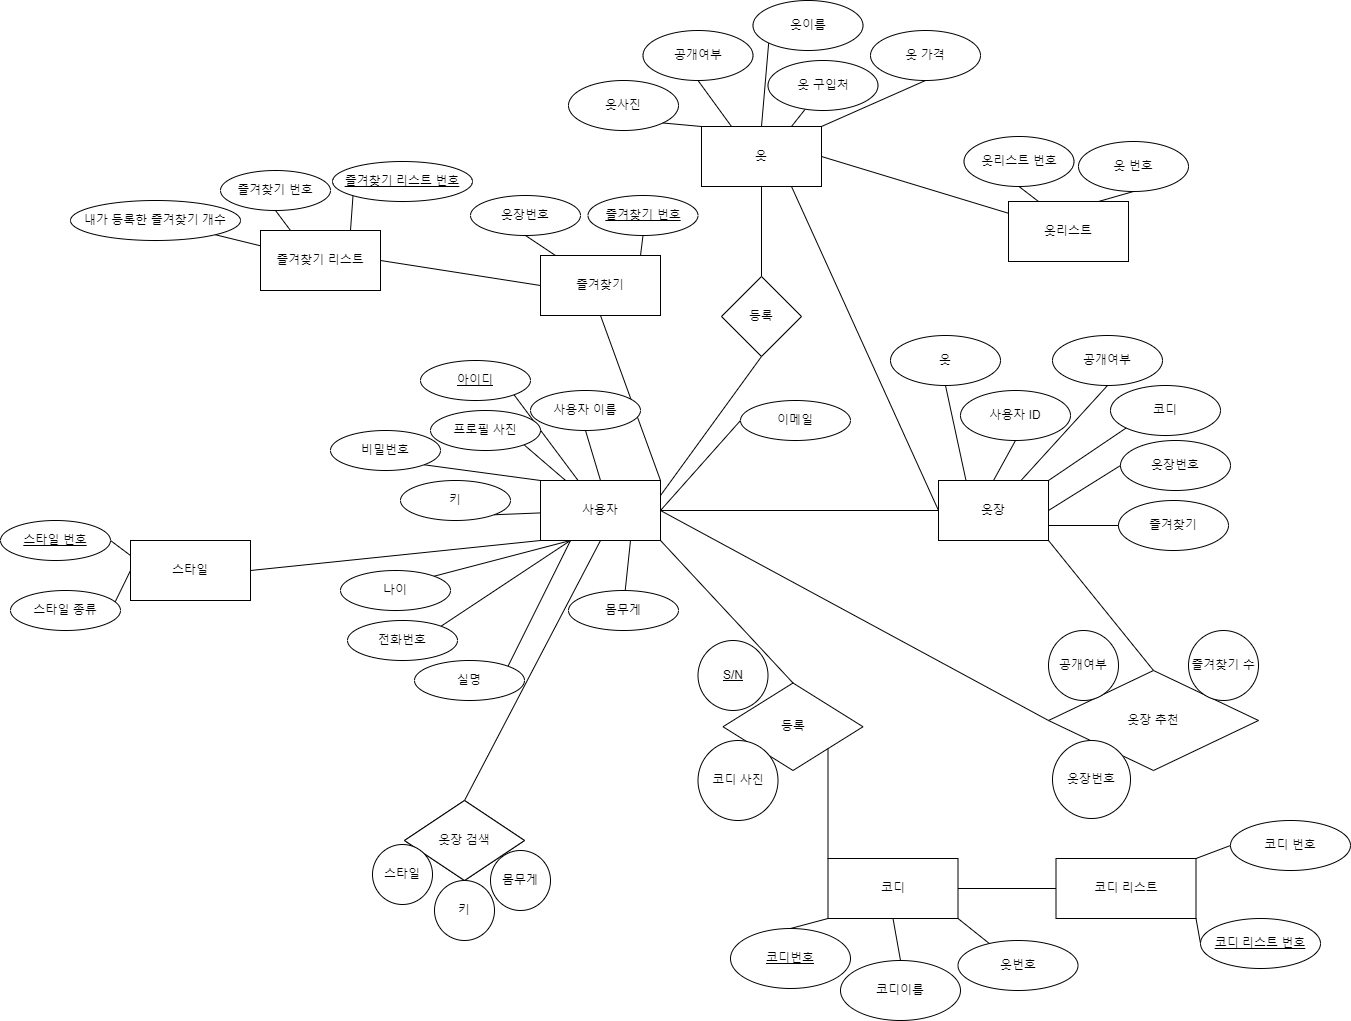 옷이름
공개여부
옷 가격
옷 구입처
옷사진
옷
옷리스트 번호
옷 번호
옷리스트
즐겨찾기 리스트 번호
즐겨찾기 번호
내가 등록한 즐겨찾기 개수
즐겨찾기 리스트
옷장번호
즐겨찾기 번호
즐겨찾기
등록
아이디
사용자 이름
프로필 사진
비밀번호
키
이메일
사용자
옷
공개여부
사용자 ID
코디
옷장번호
즐겨찾기
옷장
스타일 번호
스타일
스타일 종류
나이
전화번호
실명
몸무게
S/N
등록
코디 사진
공개여부
즐겨찾기 수
옷장 추천
옷장번호
옷장 검색
스타일
키
몸무게
코디
코디 리스트
코디 번호
코디 리스트 번호
코디번호
코디이름
옷번호